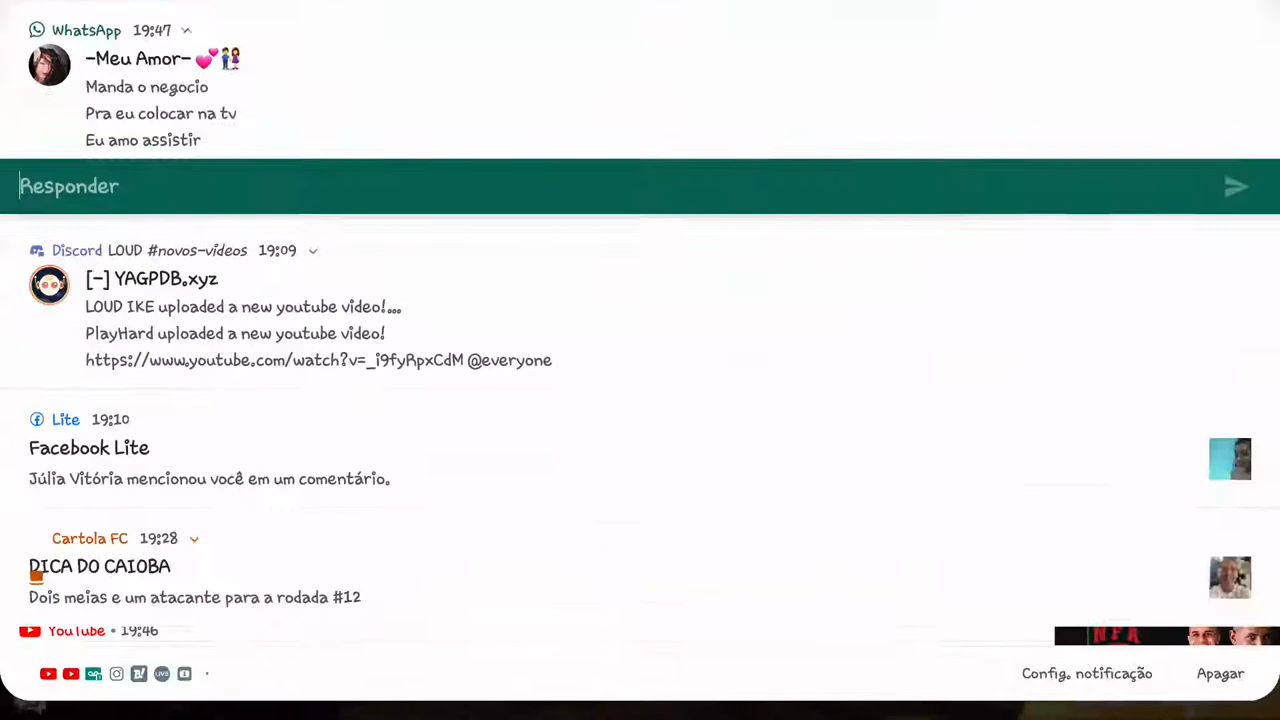 WhatsApp 19:47
-Meu Amor- 💕👫
Manda o negocio
Pra eu colocar na tv
Eu amo assistir
Responder
Discord LOUD #novos-videos 19:09
[-] YAGPDB.xyz
LOUD IKE uploaded a new youtube video!...
PlayHard uploaded a new youtube video!
https://www.youtube.com/watch?v=_i9fyRpxCdM @everyone
Lite 19:10
Facebook Lite
Júlia Vitória mencionou você em um comentário.
Cartola FC 19:28
DICA DO CAIOBA
Dois meias e um atacante para a rodada #12
YouTube • 19:46
Config. notificação Apagar